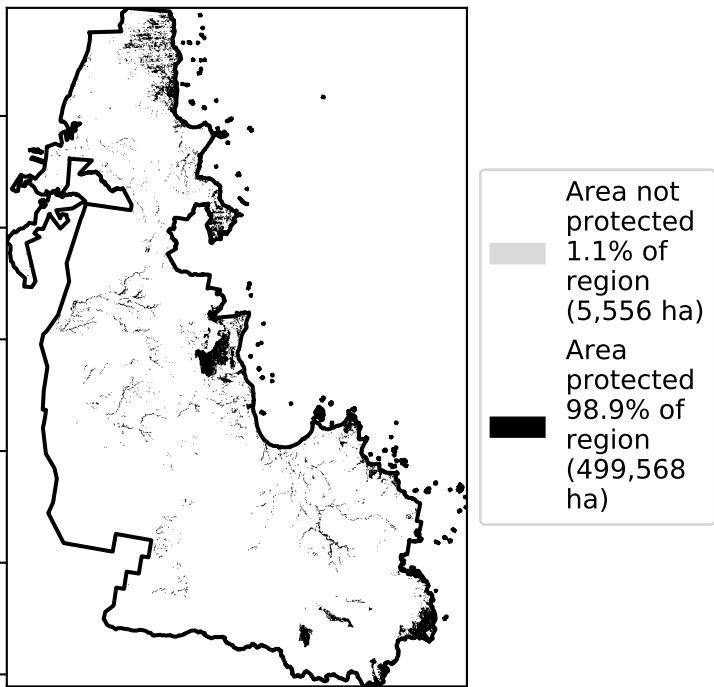 Area not
protected
1.1% of
region
(5,556 ha)
Area
protected
98.9% of
region
(499,568
ha)